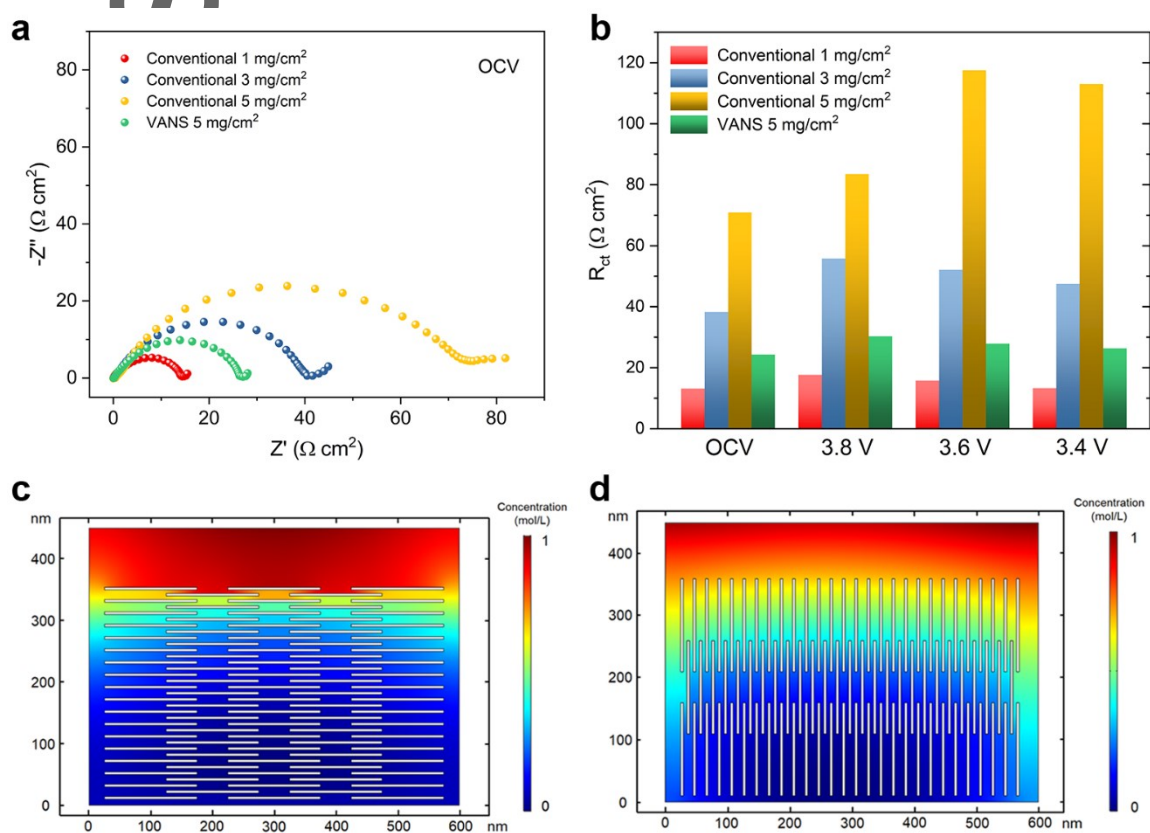 a
OCV
Conventional 1 mg/cm²
Conventional 3 mg/cm²
Conventional 5 mg/cm²
VANS 5 mg/cm²
80
60
40
20
0
-Z'' (Ω cm²)
0 20 40 60 80
Z' (Ω cm²)
b
Conventional 1 mg/cm²
Conventional 3 mg/cm²
Conventional 5 mg/cm²
VANS 5 mg/cm²
120
100
80
60
40
20
0
Rct (Ω cm²)
OCV 3.8 V 3.6 V 3.4 V
c
Concentration
(mol/L)
nm
400
300
200
100
0
1
0
0 100 200 300 400 500 600 nm
d
Concentration
(mol/L)
nm
400
300
200
100
0
1
0
0 100 200 300 400 500 600 nm